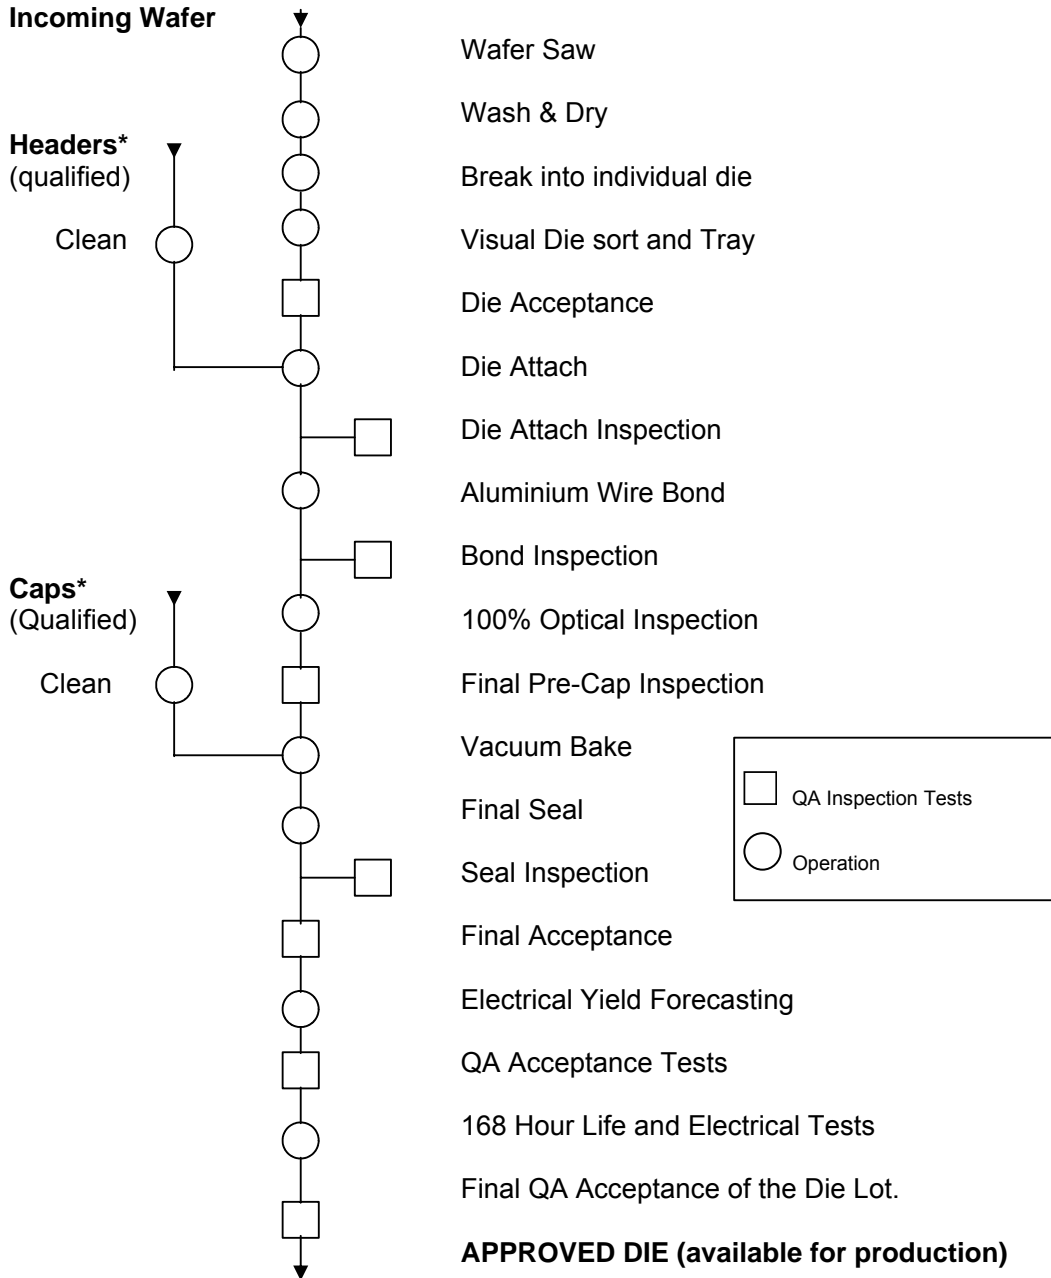 Incoming Wafer
Wafer Saw
Wash & Dry
Headers*
(qualified)
Break into individual die
Clean
Visual Die sort and Tray
Die Acceptance
Die Attach
Die Attach Inspection
Aluminium Wire Bond
Bond Inspection
Caps*
(Qualified)
100% Optical Inspection
Clean
Final Pre-Cap Inspection
Vacuum Bake
QA Inspection Tests
Final Seal
Operation
Seal Inspection
Final Acceptance
Electrical Yield Forecasting
QA Acceptance Tests
168 Hour Life and Electrical Tests
Final QA Acceptance of the Die Lot.
APPROVED DIE (available for production)